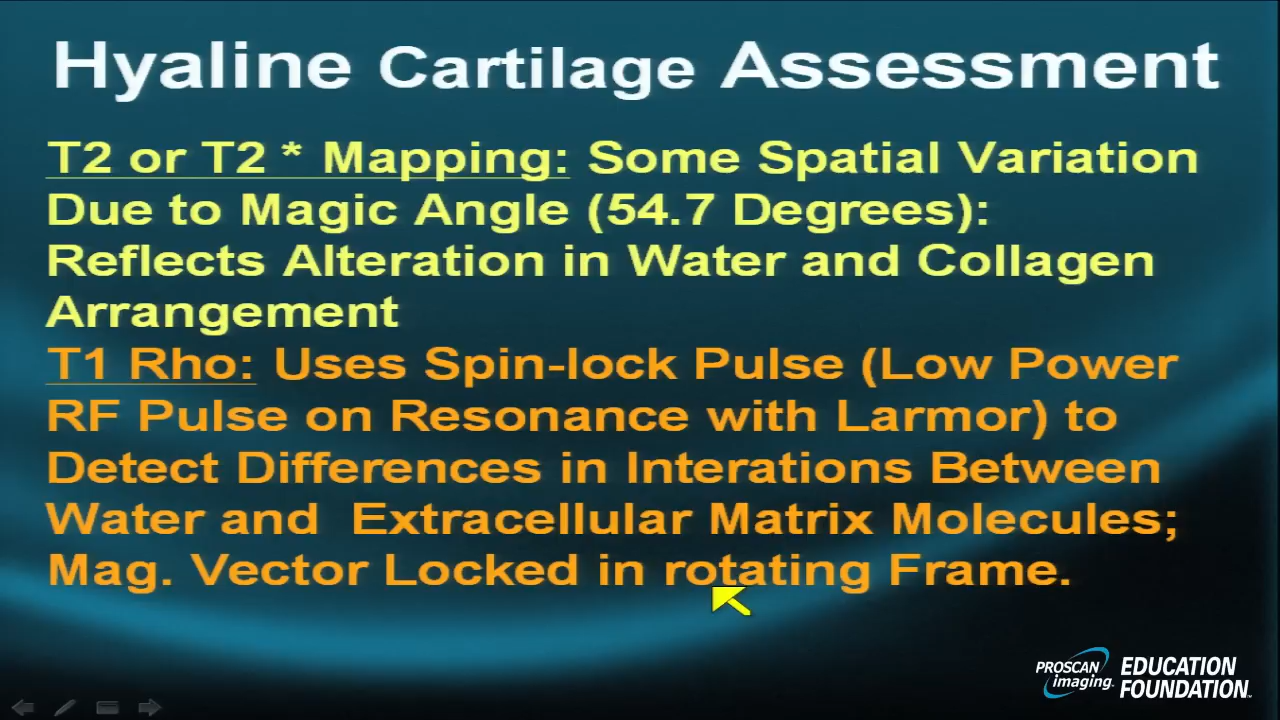 Hyaline Cartilage Assessment
T2 or T2 * Mapping: Some Spatial Variation
Due to Magic Angle (54.7 Degrees):
Reflects Alteration in Water and Collagen
Arrangement
T1 Rho: Uses Spin-lock Pulse (Low Power
RF Pulse on Resonance with Larmor) to
Detect Differences in Interations Between
Water and  Extracellular Matrix Molecules;
Mag. Vector Locked in rotating Frame.
PROSCAN
imaging
EDUCATION
FOUNDATION